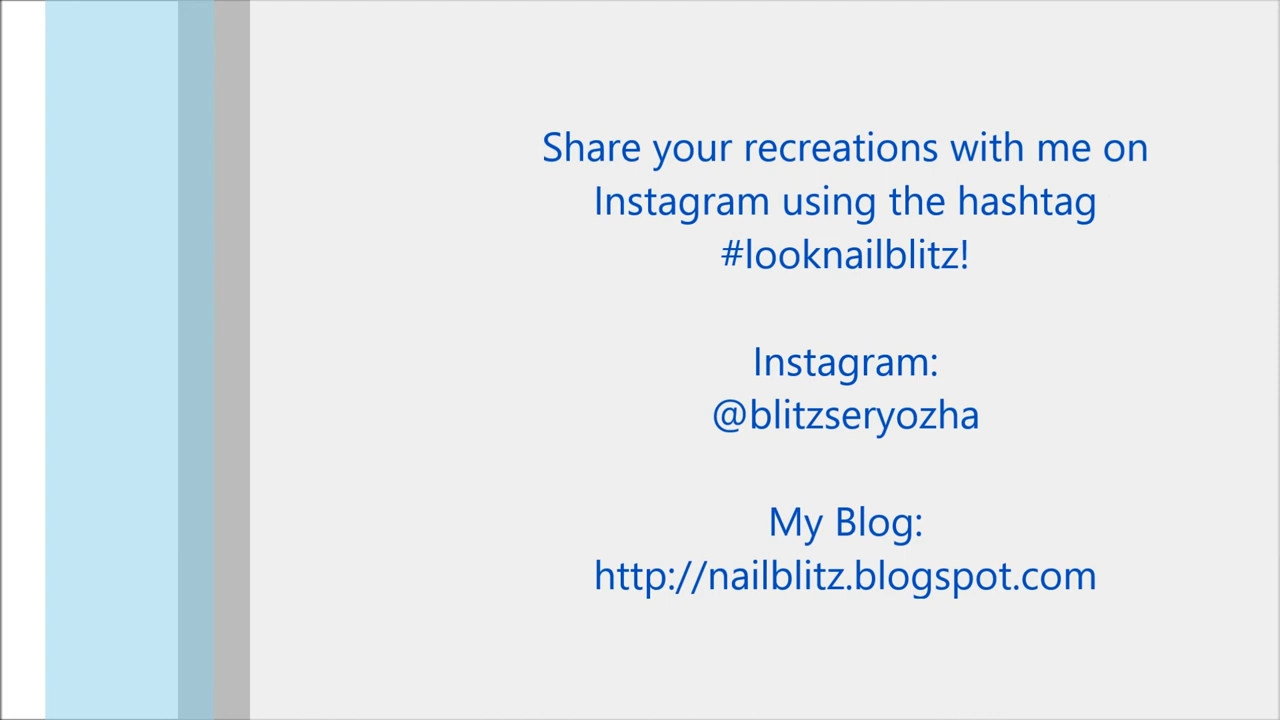 Share your recreations with me on
Instagram using the hashtag
#looknailblitz!
Instagram:
@blitzseryozha
My Blog:
http://nailblitz.blogspot.com